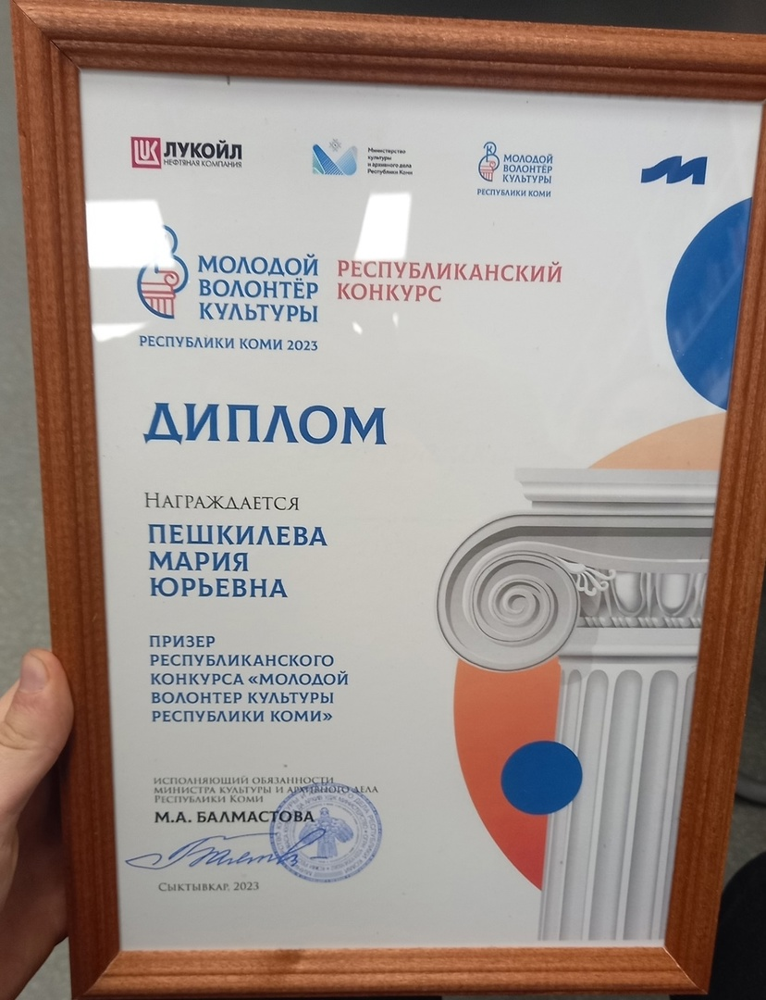 ЛУКОЙЛ
НЕФТЯНАЯ КОМПАНИЯ
Министерство
культуры
и архивного дела
Республики Коми
МОЛОДОЙ
ВОЛОНТЁР
КУЛЬТУРЫ
РЕСПУБЛИКИ КОМИ
МОЛОДОЙ
ВОЛОНТЁР
КУЛЬТУРЫ
РЕСПУБЛИКИ КОМИ 2023
РЕСПУБЛИКАНСКИЙ
КОНКУРС
ДИПЛОМ
НАГРАЖДАЕТСЯ
ПЕШКИЛЕВА
МАРИЯ
ЮРЬЕВНА
ПРИЗЕР
РЕСПУБЛИКАНСКОГО
КОНКУРСА «МОЛОДОЙ
ВОЛОНТЕР КУЛЬТУРЫ
РЕСПУБЛИКИ КОМИ»
ИСПОЛНЯЮЩИЙ ОБЯЗАННОСТИ
МИНИСТРА КУЛЬТУРЫ И АРХИВНОГО ДЕЛА
РЕСПУБЛИКИ КОМИ
М.А. БАЛМАСТОВА
СЫКТЫВКАР, 2023